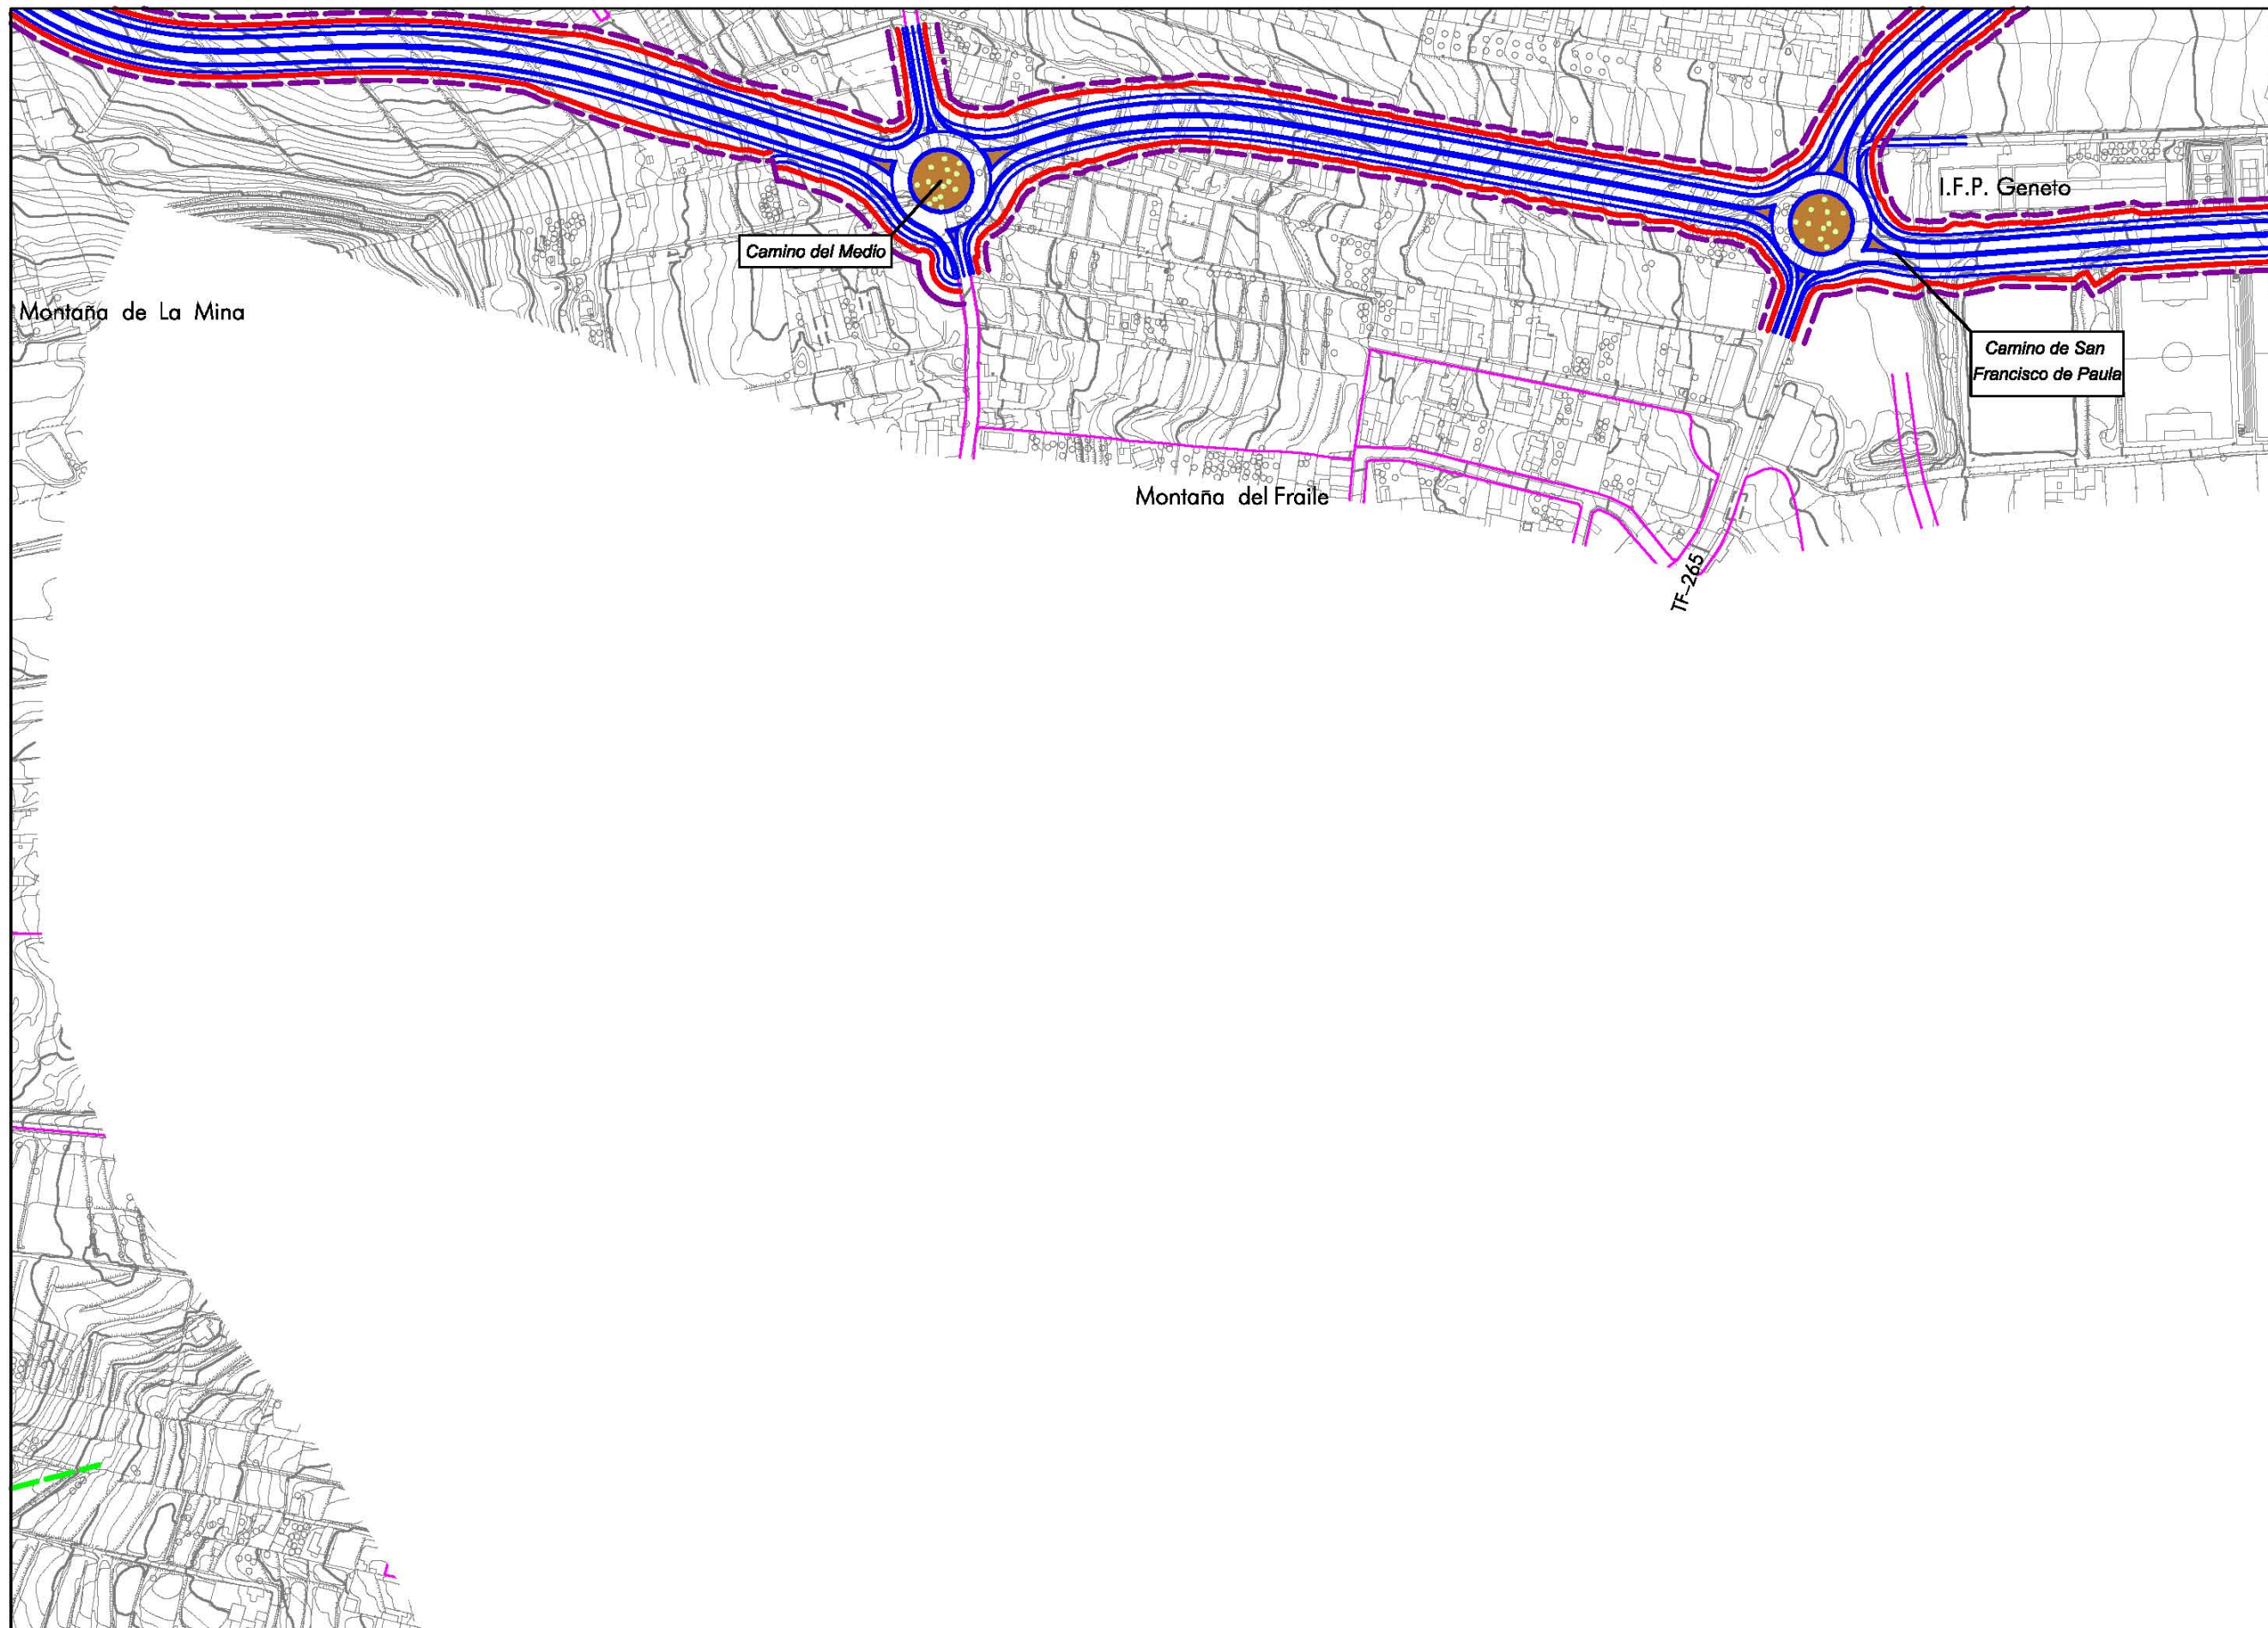 I.F.P. Geneto
Camino del Medio
Montaña de La Mina
Camino de San
Francisco de Paula
Montaña del Fraile
TF-265